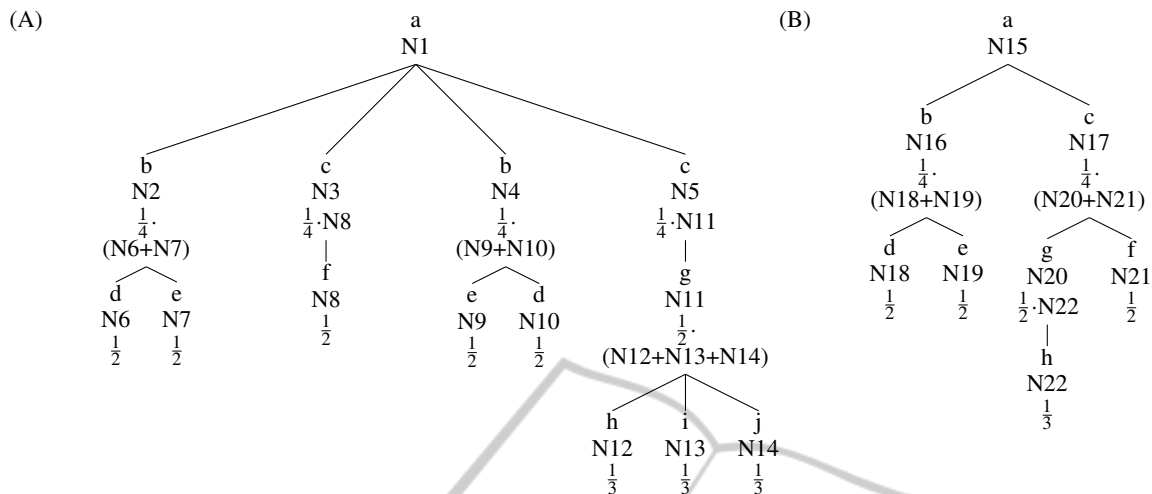 (A) a (B) a
N1 N15
b c b c b c
N2 N3 N4 N5 N16 N17
1/4· 1/4·N8 1/4· 1/4·N11 1/4· 1/4·
(N6+N7) (N9+N10) (N18+N19) (N20+N21)
d e f e d g d e g f
N6 N7 N8 N9 N10 N11 N18 N19 N20 N21
1/2 1/2 1/2 1/2 1/2 1/2· 1/2 1/2 1/2·N22 1/2
(N12+N13+N14) h
N22
1/3
h i j
N12 N13 N14
1/3 1/3 1/3